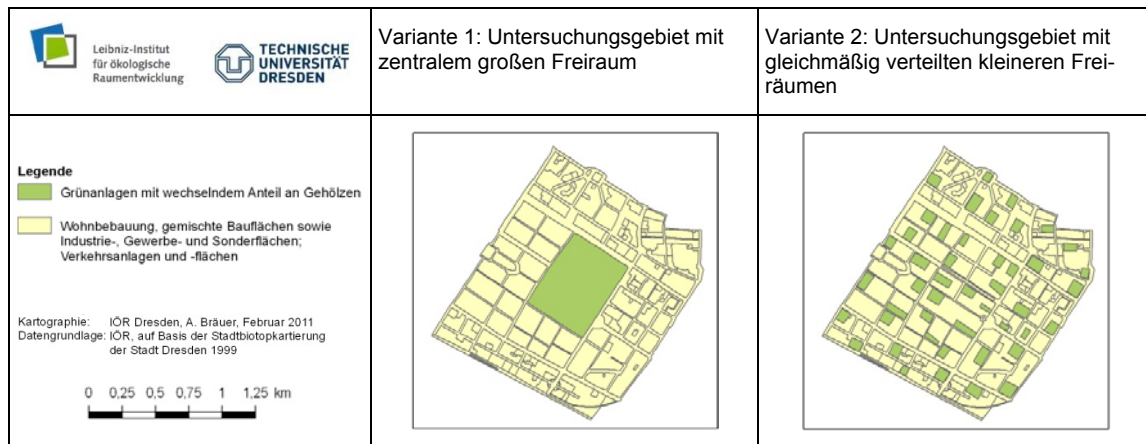 Leibniz-Institut
für ökologische
Raumentwicklung
TECHNISCHE
UNIVERSITÄT
DRESDEN
Variante 1: Untersuchungsgebiet mit
zentralem großen Freiraum
Variante 2: Untersuchungsgebiet mit
gleichmäßig verteilten kleineren Frei-
räumen
Legende
Grünanlagen mit wechselndem Anteil an Gehölzen
Wohnbebauung, gemischte Bauflächen sowie
Industrie-, Gewerbe- und Sonderflächen;
Verkehrsanlagen und -flächen
Kartographie: IÖR Dresden, A. Bräuer, Februar 2011
Datengrundlage: IÖR, auf Basis der Stadtbiotopkartierung
der Stadt Dresden 1999
0 0,25 0,5 0,75 1 1,25 km